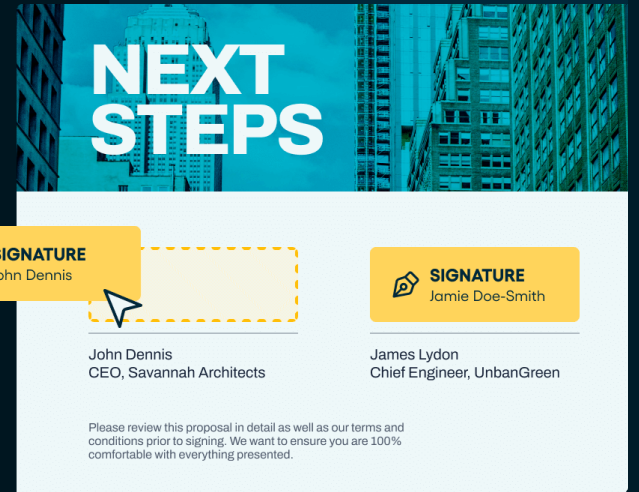 NEXT
STEPS
SIGNATURE
John Dennis
SIGNATURE
Jamie Doe-Smith
John Dennis
CEO, Savannah Architects
James Lydon
Chief Engineer, UnbanGreen
Please review this proposal in detail as well as our terms and
conditions prior to signing. We want to ensure you are 100%
comfortable with everything presented.